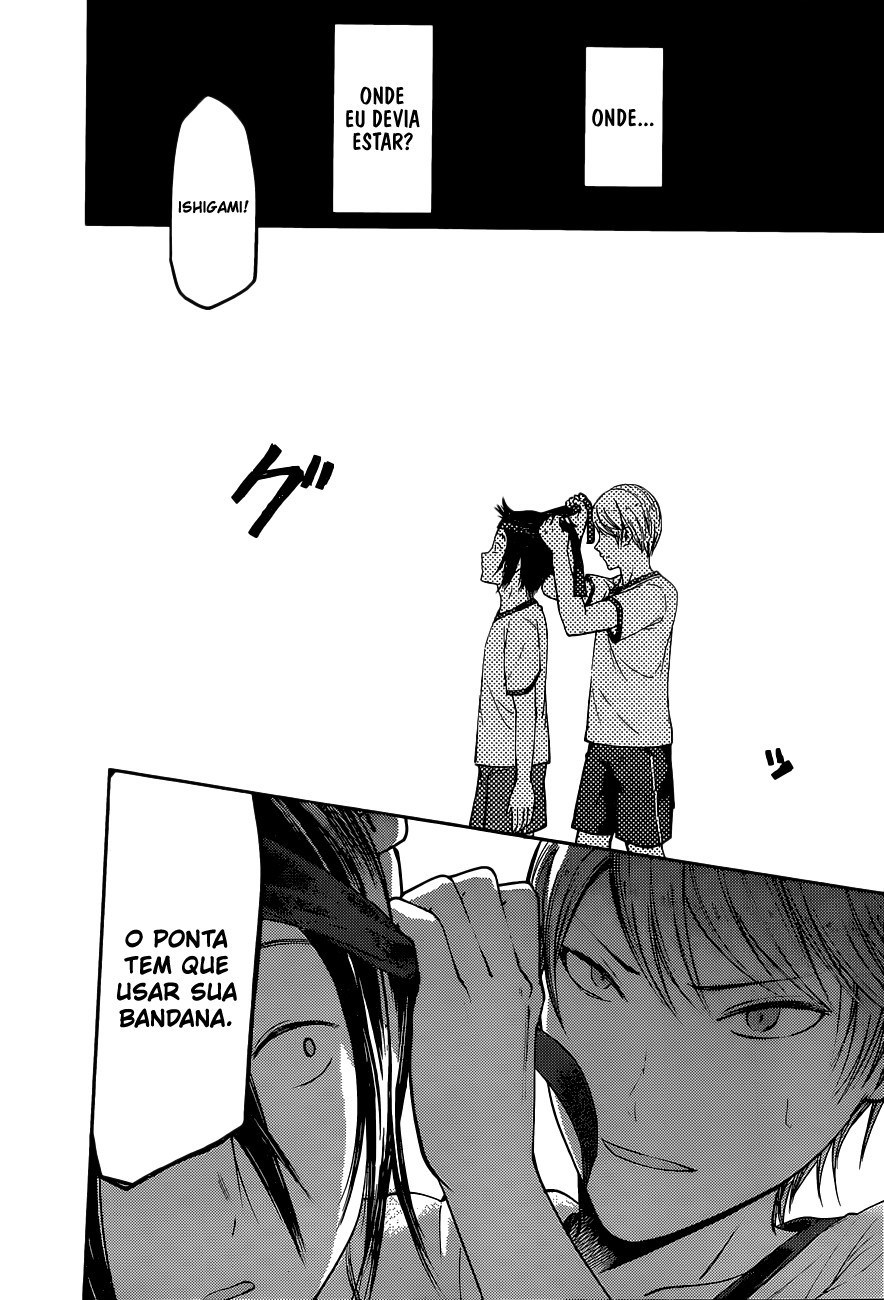 ONDE...
ONDE
EU DEVIA
ESTAR?
ISHIGAMI!
グ
ッ
O PONTA
TEM QUE
USAR SUA
BANDANA.